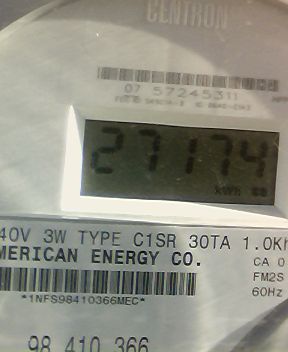 CENTRON
07 57245311
27174
kWh
40V 3W TYPE C1SR 30TA 1.0Kh
MERICAN ENERGY CO.
CA 0
FM2S
60Hz
*1NFS98410366MEC*
98 410 366